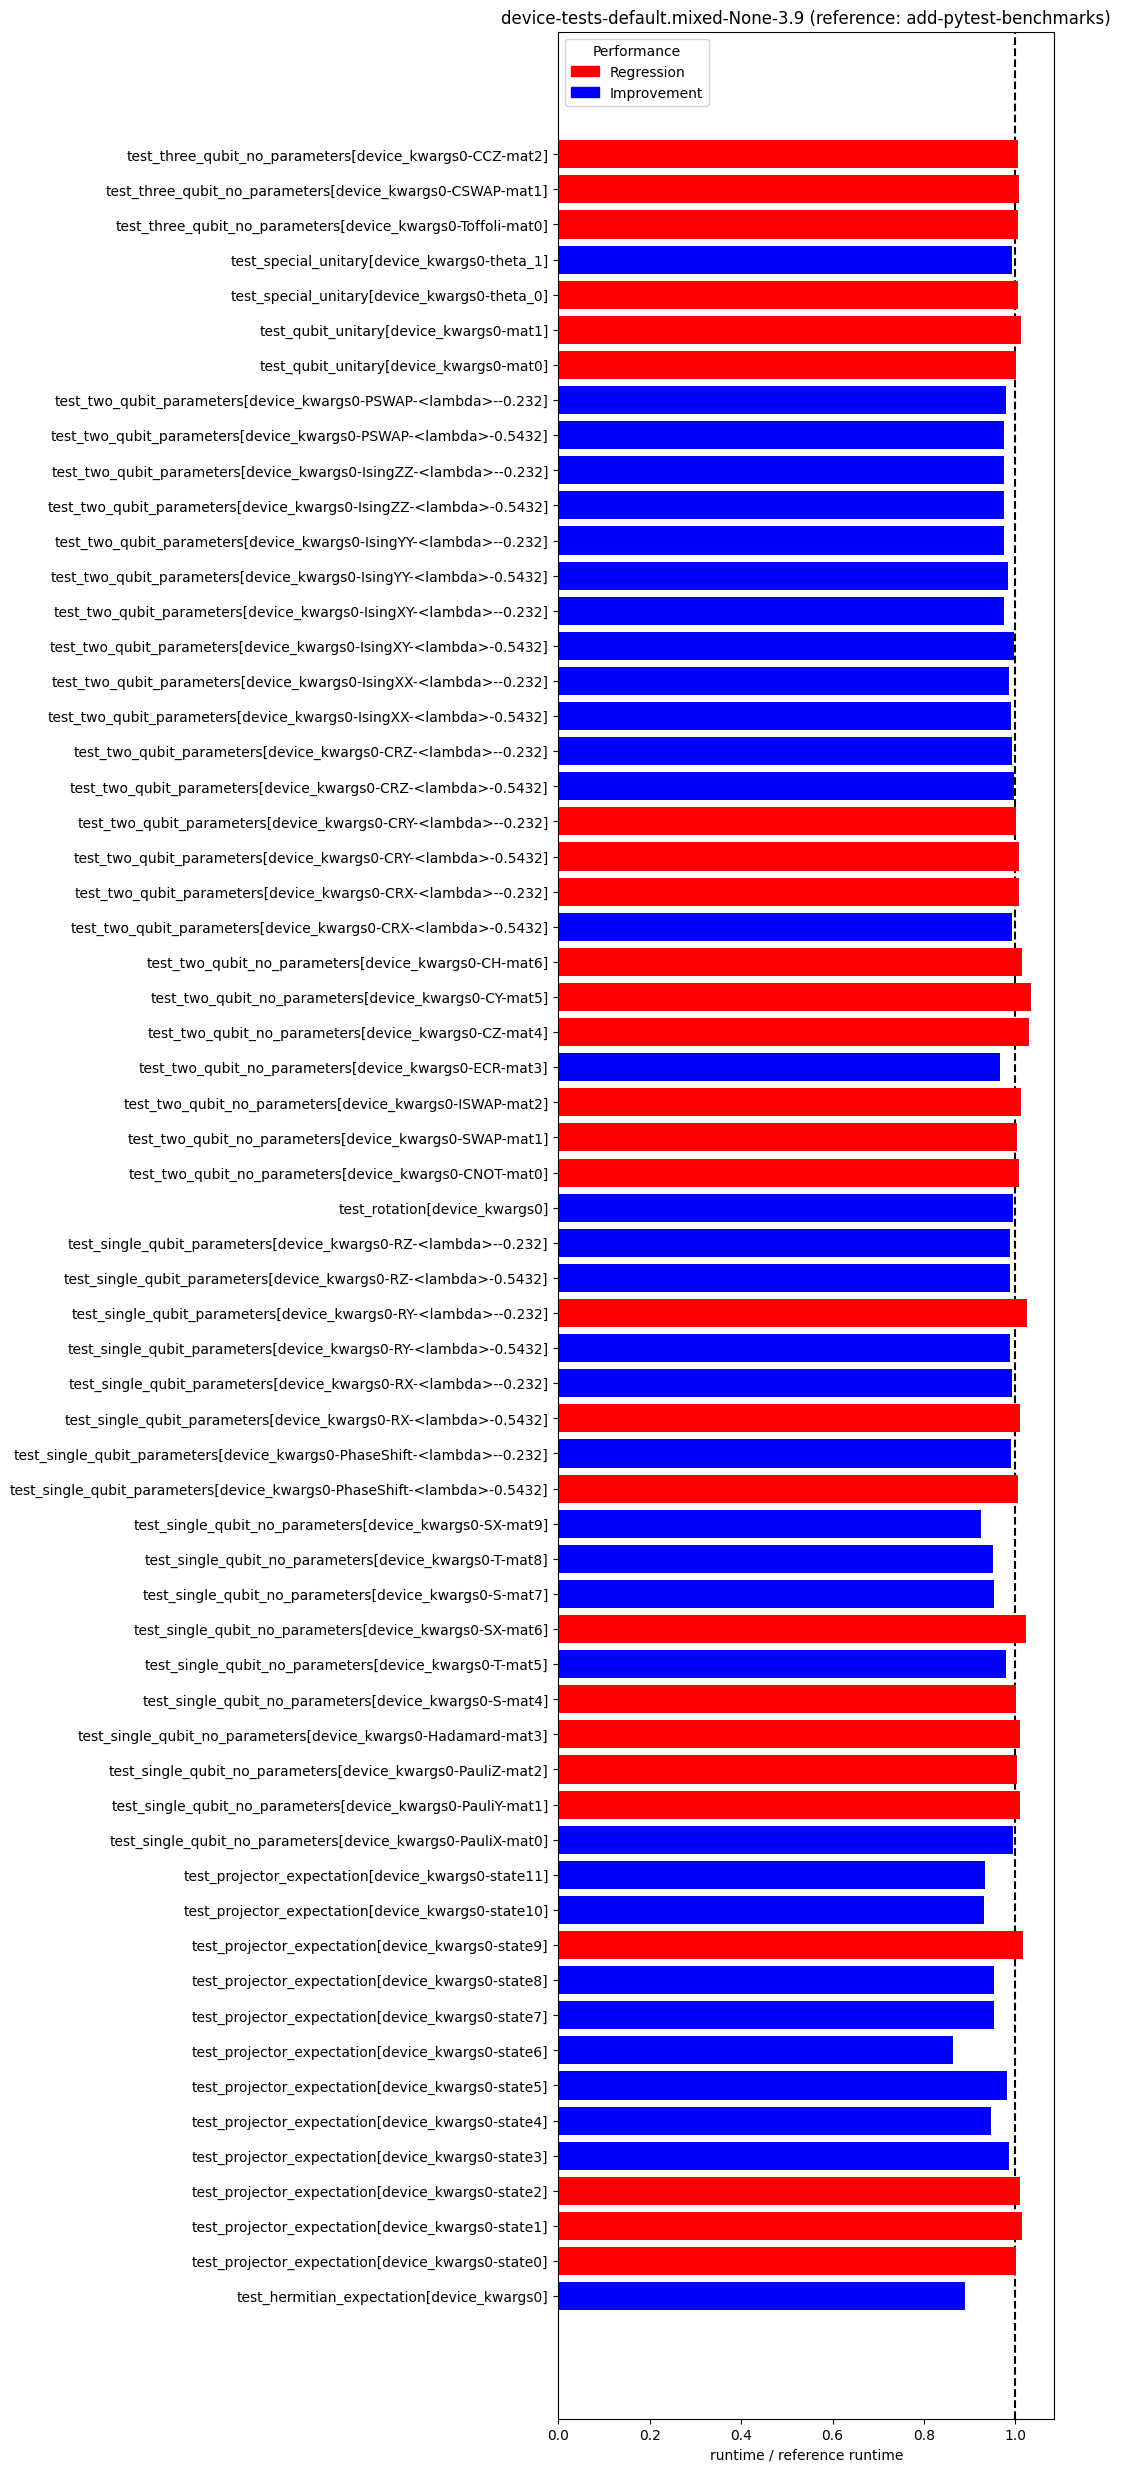 device-tests-default.mixed-None-3.9 (reference: add-pytest-benchmarks)
Performance
Regression
Improvement
test_three_qubit_no_parameters[device_kwargs0-CCZ-mat2]
test_three_qubit_no_parameters[device_kwargs0-CSWAP-mat1]
test_three_qubit_no_parameters[device_kwargs0-Toffoli-mat0]
test_special_unitary[device_kwargs0-theta_1]
test_special_unitary[device_kwargs0-theta_0]
test_qubit_unitary[device_kwargs0-mat1]
test_qubit_unitary[device_kwargs0-mat0]
test_two_qubit_parameters[device_kwargs0-PSWAP-<lambda>--0.232]
test_two_qubit_parameters[device_kwargs0-PSWAP-<lambda>-0.5432]
test_two_qubit_parameters[device_kwargs0-IsingZZ-<lambda>--0.232]
test_two_qubit_parameters[device_kwargs0-IsingZZ-<lambda>-0.5432]
test_two_qubit_parameters[device_kwargs0-IsingYY-<lambda>--0.232]
test_two_qubit_parameters[device_kwargs0-IsingYY-<lambda>-0.5432]
test_two_qubit_parameters[device_kwargs0-IsingXY-<lambda>--0.232]
test_two_qubit_parameters[device_kwargs0-IsingXY-<lambda>-0.5432]
test_two_qubit_parameters[device_kwargs0-IsingXX-<lambda>--0.232]
test_two_qubit_parameters[device_kwargs0-IsingXX-<lambda>-0.5432]
test_two_qubit_parameters[device_kwargs0-CRZ-<lambda>--0.232]
test_two_qubit_parameters[device_kwargs0-CRZ-<lambda>-0.5432]
test_two_qubit_parameters[device_kwargs0-CRY-<lambda>--0.232]
test_two_qubit_parameters[device_kwargs0-CRY-<lambda>-0.5432]
test_two_qubit_parameters[device_kwargs0-CRX-<lambda>--0.232]
test_two_qubit_parameters[device_kwargs0-CRX-<lambda>-0.5432]
test_two_qubit_no_parameters[device_kwargs0-CH-mat6]
test_two_qubit_no_parameters[device_kwargs0-CY-mat5]
test_two_qubit_no_parameters[device_kwargs0-CZ-mat4]
test_two_qubit_no_parameters[device_kwargs0-ECR-mat3]
test_two_qubit_no_parameters[device_kwargs0-ISWAP-mat2]
test_two_qubit_no_parameters[device_kwargs0-SWAP-mat1]
test_two_qubit_no_parameters[device_kwargs0-CNOT-mat0]
test_rotation[device_kwargs0]
test_single_qubit_parameters[device_kwargs0-RZ-<lambda>--0.232]
test_single_qubit_parameters[device_kwargs0-RZ-<lambda>-0.5432]
test_single_qubit_parameters[device_kwargs0-RY-<lambda>--0.232]
test_single_qubit_parameters[device_kwargs0-RY-<lambda>-0.5432]
test_single_qubit_parameters[device_kwargs0-RX-<lambda>--0.232]
test_single_qubit_parameters[device_kwargs0-RX-<lambda>-0.5432]
test_single_qubit_parameters[device_kwargs0-PhaseShift-<lambda>--0.232]
test_single_qubit_parameters[device_kwargs0-PhaseShift-<lambda>-0.5432]
test_single_qubit_no_parameters[device_kwargs0-SX-mat9]
test_single_qubit_no_parameters[device_kwargs0-T-mat8]
test_single_qubit_no_parameters[device_kwargs0-S-mat7]
test_single_qubit_no_parameters[device_kwargs0-SX-mat6]
test_single_qubit_no_parameters[device_kwargs0-T-mat5]
test_single_qubit_no_parameters[device_kwargs0-S-mat4]
test_single_qubit_no_parameters[device_kwargs0-Hadamard-mat3]
test_single_qubit_no_parameters[device_kwargs0-PauliZ-mat2]
test_single_qubit_no_parameters[device_kwargs0-PauliY-mat1]
test_single_qubit_no_parameters[device_kwargs0-PauliX-mat0]
test_projector_expectation[device_kwargs0-state11]
test_projector_expectation[device_kwargs0-state10]
test_projector_expectation[device_kwargs0-state9]
test_projector_expectation[device_kwargs0-state8]
test_projector_expectation[device_kwargs0-state7]
test_projector_expectation[device_kwargs0-state6]
test_projector_expectation[device_kwargs0-state5]
test_projector_expectation[device_kwargs0-state4]
test_projector_expectation[device_kwargs0-state3]
test_projector_expectation[device_kwargs0-state2]
test_projector_expectation[device_kwargs0-state1]
test_projector_expectation[device_kwargs0-state0]
test_hermitian_expectation[device_kwargs0]
0.0 0.2 0.4 0.6 0.8 1.0
runtime / reference runtime